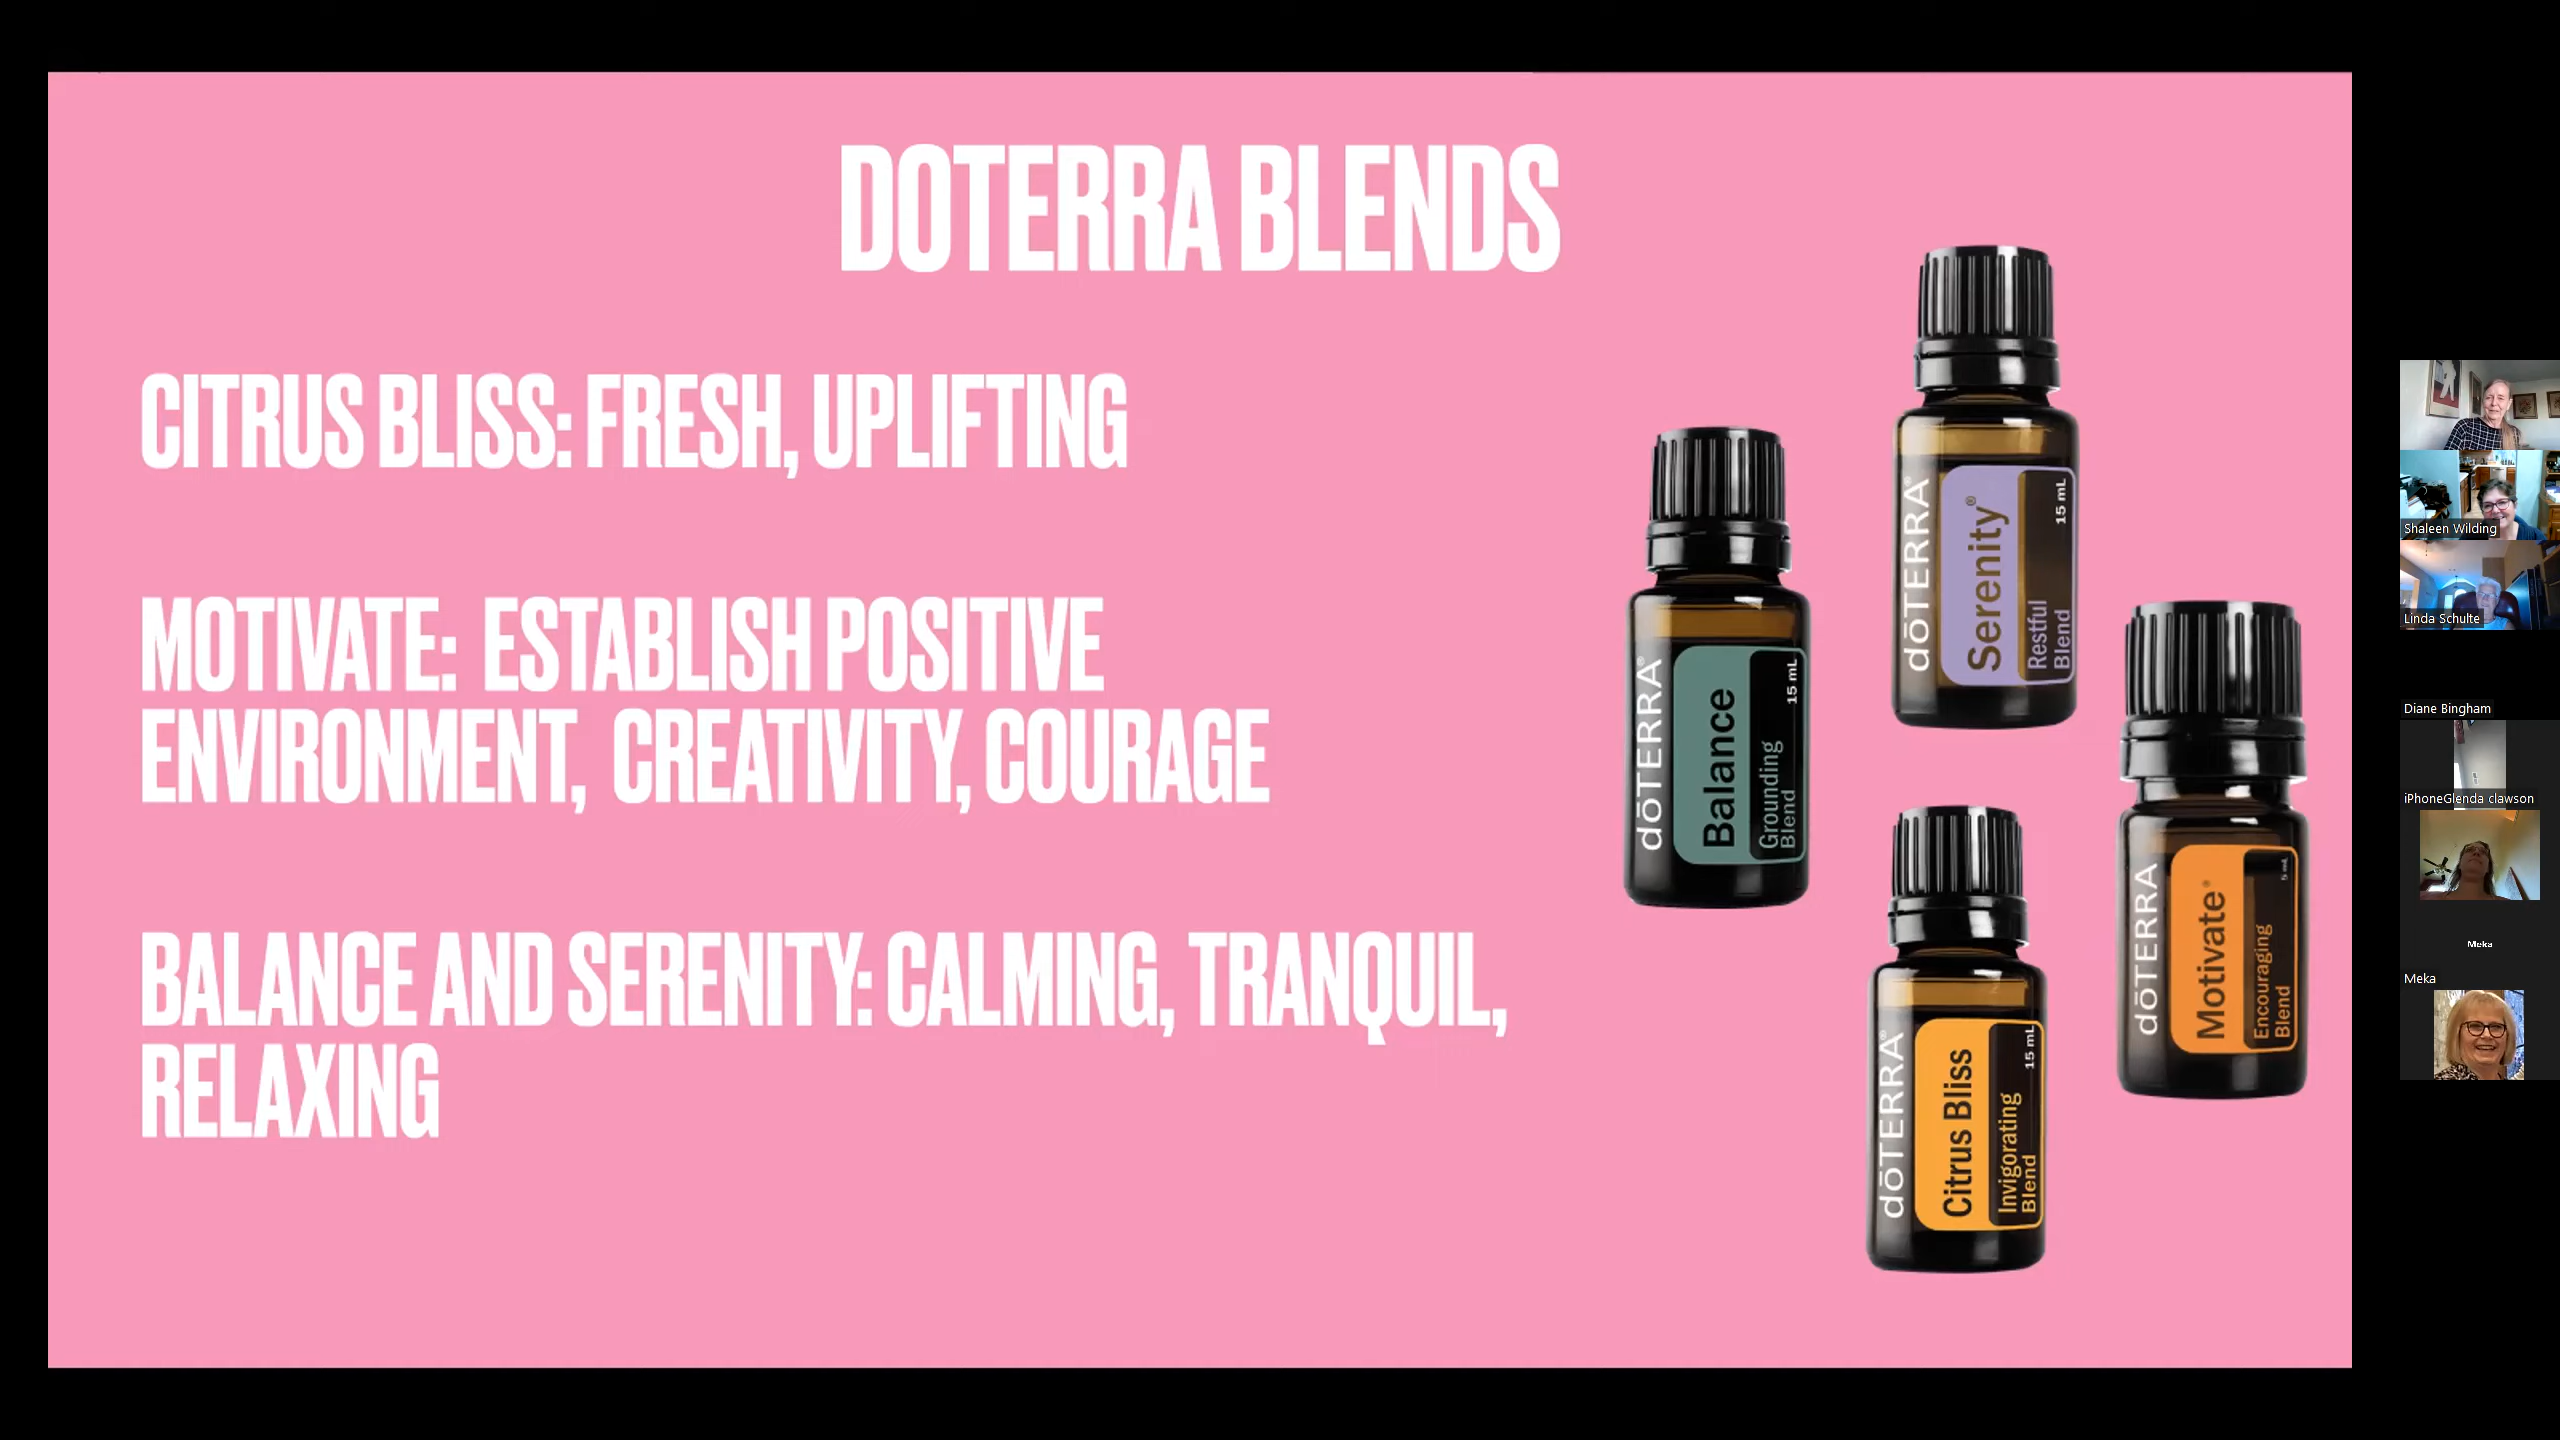 DOTERRA BLENDS
CITRUS BLISS: FRESH, UPLIFTING
MOTIVATE: ESTABLISH POSITIVE
ENVIRONMENT, CREATIVITY, COURAGE
BALANCE AND SERENITY: CALMING, TRANQUIL,
RELAXING
dōTERRA®
Balance
Grounding
Blend
15 mL
dōTERRA®
Serenity®
Restful
Blend
15 mL
dōTERRA®
Citrus Bliss
Invigorating
Blend
15 mL
dōTERRA
Motivate®
Encouraging
Blend
5 mL
Shaleen Wilding
Linda Schulte
Diane Bingham
iPhoneGlenda clawson
Meka
Meka